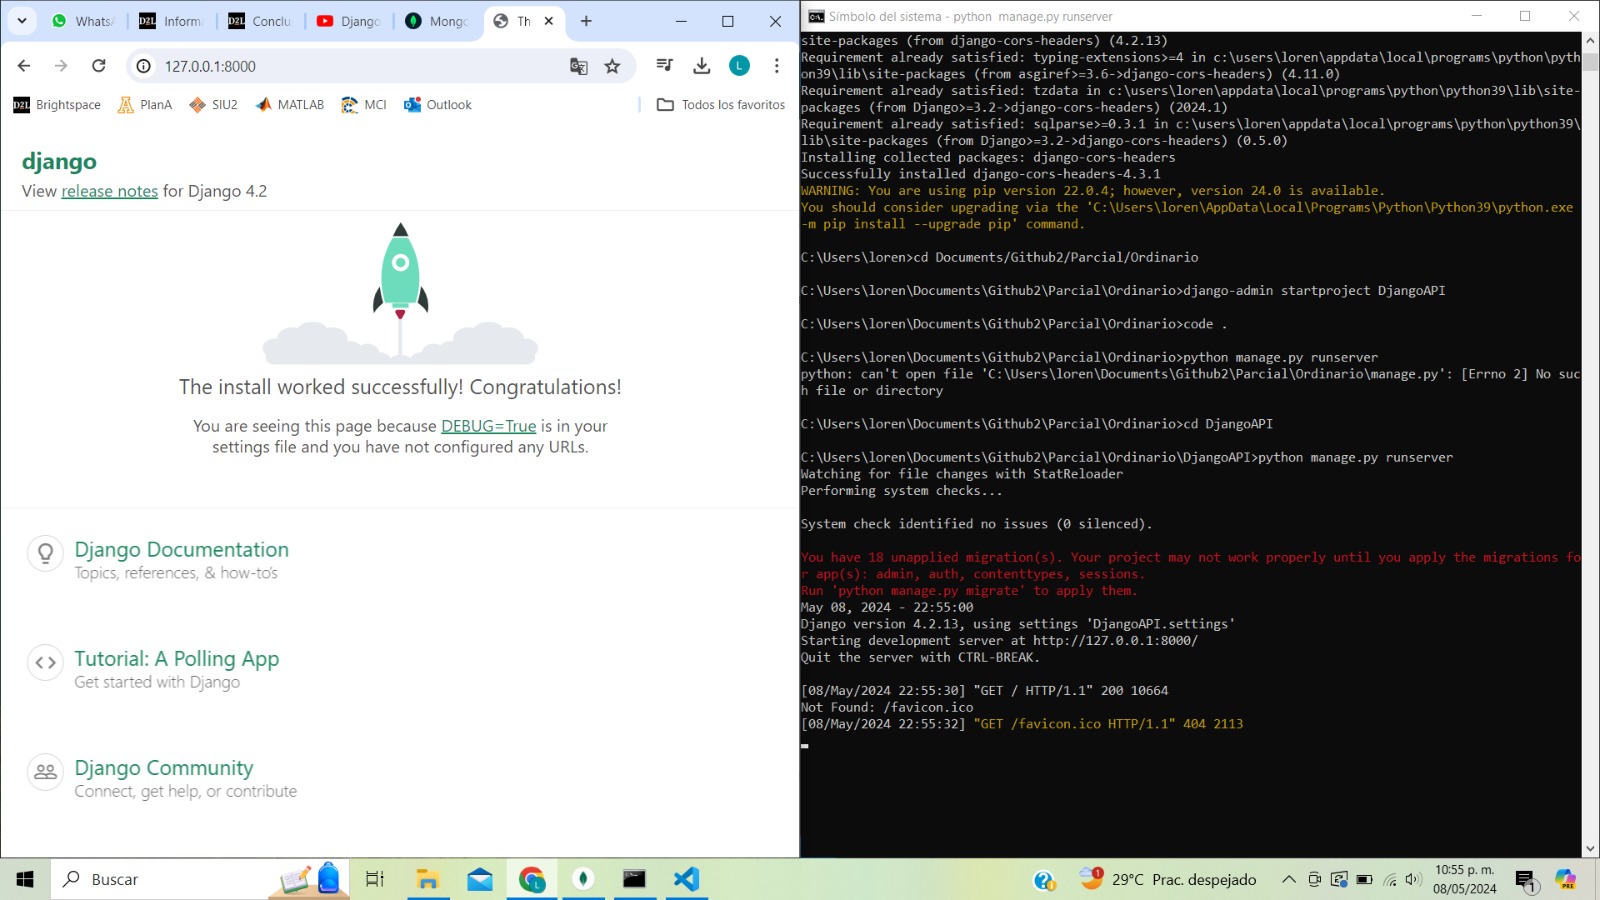 WhatsA
D2L Informa
D2L Conclu
Django
Mongo
Th
127.0.0.1:8000
L
D2L Brightspace
PlanA
SIU2
MATLAB
MCI
Outlook
Todos los favoritos
django
View release notes for Django 4.2
The install worked successfully! Congratulations!
You are seeing this page because DEBUG=True is in your
settings file and you have not configured any URLs.
Django Documentation
Topics, references, & how-to's
Tutorial: A Polling App
Get started with Django
Django Community
Connect, get help, or contribute
Símbolo del sistema - python manage.py runserver
site-packages (from django-cors-headers) (4.2.13)
Requirement already satisfied: typing-extensions>=4 in c:\users\loren\appdata\local\programs\python\pyth
on39\lib\site-packages (from asgiref>=3.6->django-cors-headers) (4.11.0)
Requirement already satisfied: tzdata in c:\users\loren\appdata\local\programs\python\python39\lib\site-
packages (from Django>=3.2->django-cors-headers) (2024.1)
Requirement already satisfied: sqlparse>=0.3.1 in c:\users\loren\appdata\local\programs\python\python39\
lib\site-packages (from Django>=3.2->django-cors-headers) (0.5.0)
Installing collected packages: django-cors-headers
Successfully installed django-cors-headers-4.3.1
WARNING: You are using pip version 22.0.4; however, version 24.0 is available.
You should consider upgrading via the 'C:\Users\loren\AppData\Local\Programs\Python\Python39\python.exe
-m pip install --upgrade pip' command.
C:\Users\loren>cd Documents/Github2/Parcial/Ordinario
C:\Users\loren\Documents\Github2\Parcial\Ordinario>django-admin startproject DjangoAPI
C:\Users\loren\Documents\Github2\Parcial\Ordinario>code .
C:\Users\loren\Documents\Github2\Parcial\Ordinario>python manage.py runserver
python: can't open file 'C:\Users\loren\Documents\Github2\Parcial\Ordinario\manage.py': [Errno 2] No suc
h file or directory
C:\Users\loren\Documents\Github2\Parcial\Ordinario>cd DjangoAPI
C:\Users\loren\Documents\Github2\Parcial\Ordinario\DjangoAPI>python manage.py runserver
Watching for file changes with StatReloader
Performing system checks...
System check identified no issues (0 silenced).
You have 18 unapplied migration(s). Your project may not work properly until you apply the migrations fo
r app(s): admin, auth, contenttypes, sessions.
Run 'python manage.py migrate' to apply them.
May 08, 2024 - 22:55:00
Django version 4.2.13, using settings 'DjangoAPI.settings'
Starting development server at http://127.0.0.1:8000/
Quit the server with CTRL-BREAK.
[08/May/2024 22:55:30] "GET / HTTP/1.1" 200 10664
Not Found: /favicon.ico
[08/May/2024 22:55:32] "GET /favicon.ico HTTP/1.1" 404 2113
Buscar
1
29°C Prac. despejado
10:55 p. m.
08/05/2024
1
PRE